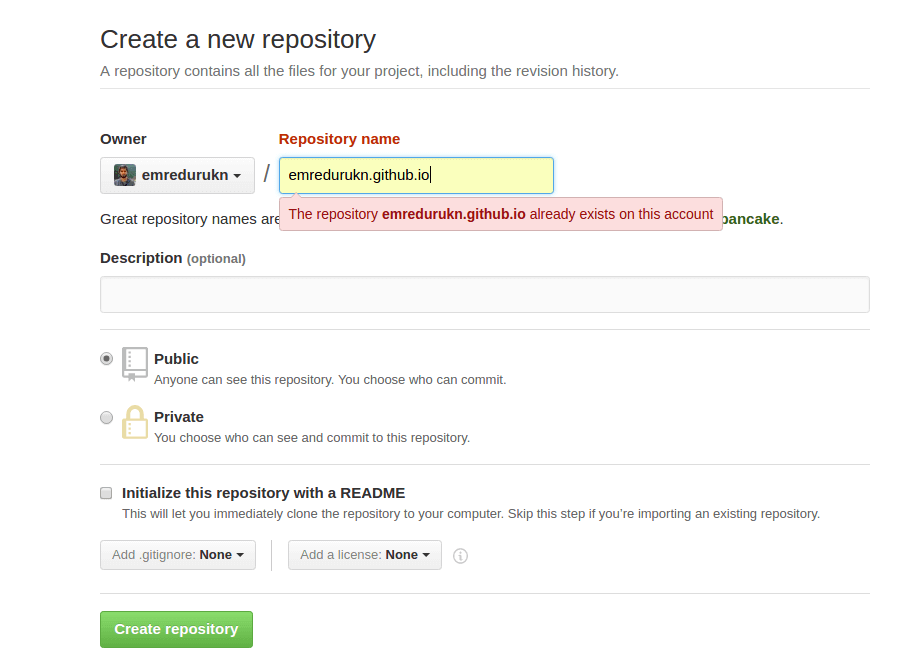 Create a new repository
A repository contains all the files for your project, including the revision history.
Owner Repository name
emredurukn / emredurukn.github.io
The repository emredurukn.github.io already exists on this account
Great repository names are pancake.
Description (optional)
Public
Anyone can see this repository. You choose who can commit.
Private
You choose who can see and commit to this repository.
Initialize this repository with a README
This will let you immediately clone the repository to your computer. Skip this step if you’re importing an existing repository.
Add .gitignore: None Add a license: None
Create repository